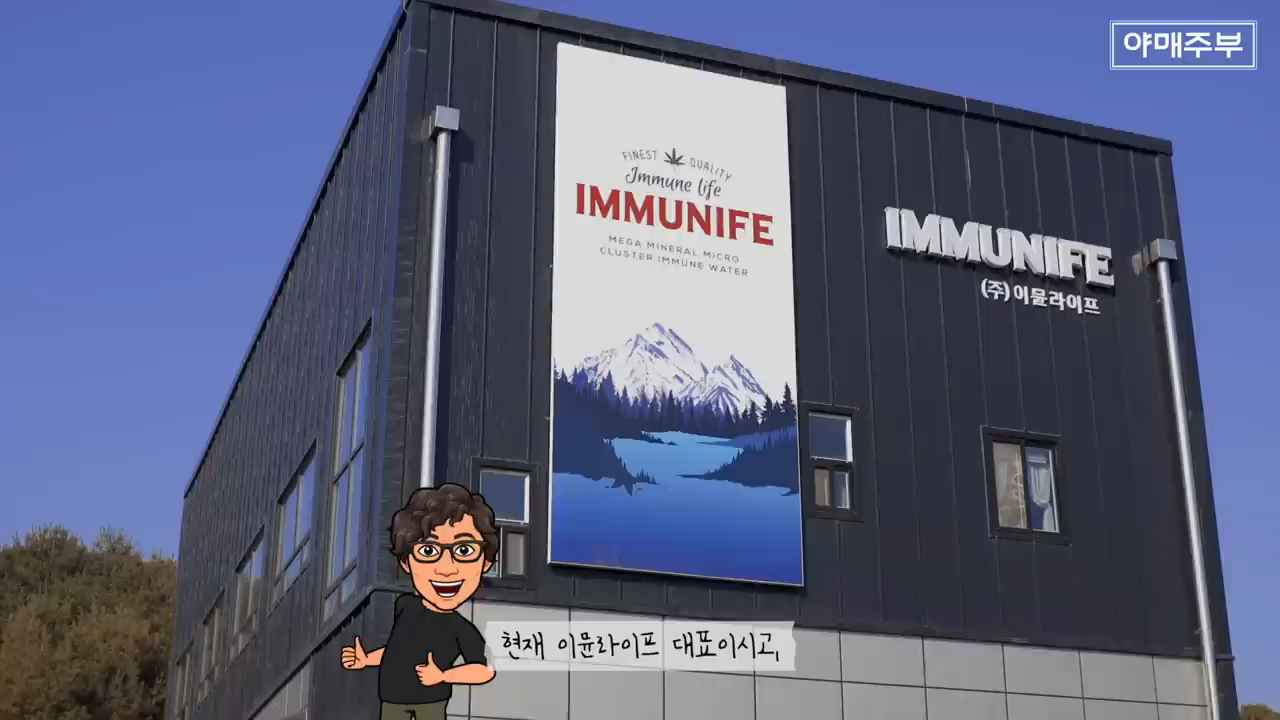 야매주부
FINEST QUALITY
Immune life
IMMUNIFE
MEGA MINERAL MICRO
CLUSTER IMMUNE WATER
IMMUNIFE
(주)이뮨라이프
현재 이뮨라이프 대표이시고,